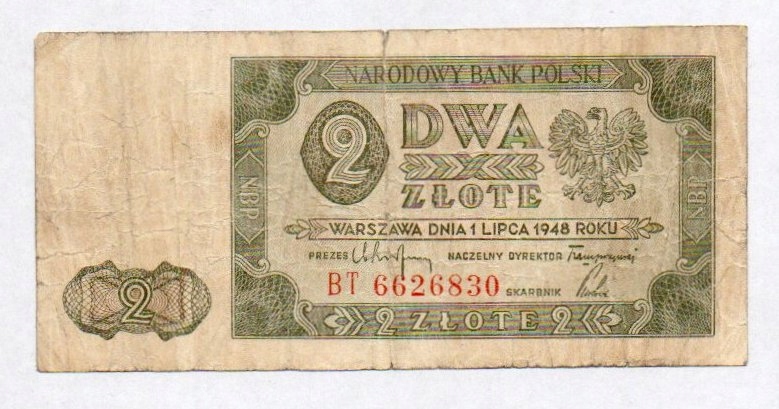 NARODOWY BANK POLSKI
2
DWA
ZŁOTE
NBP
NBP
WARSZAWA DNIA 1 LIPCA 1948 ROKU
PREZES NACZELNY DYREKTOR
BT 6626830 SKARBNIK
2
2 ZŁOTE 2